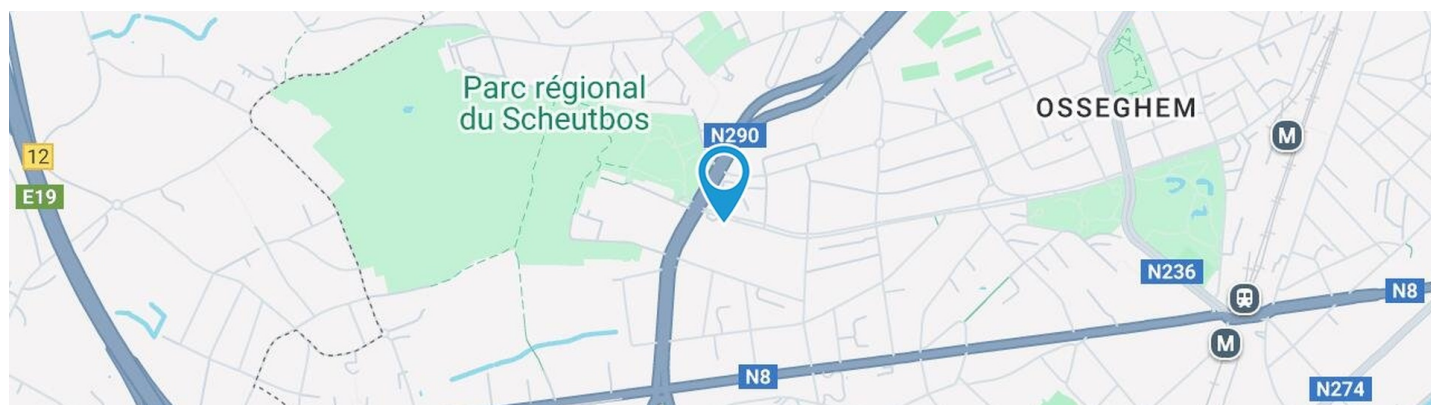 Parc régional
du Scheutbos
N290
OSSEGHEM
M
12
E19
N236
N8
M
N8
N274